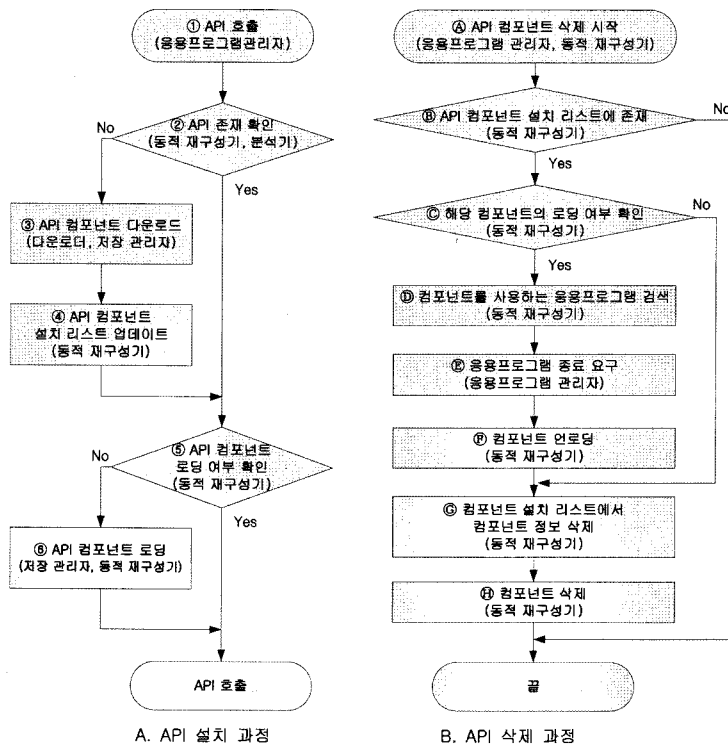 ① API 호출
(응용프로그램관리자)
② API 존재 확인
(동적 재구성기, 분석기)
No
Yes
③ API 컴포넌트 다운로드
(다운로더, 저장 관리자)
④ API 컴포넌트
설치 리스트 업데이트
(동적 재구성기)
⑤ API 컴포넌트
로딩 여부 확인
(동적 재구성기)
No
Yes
⑥ API 컴포넌트 로딩
(저장 관리자, 동적 재구성기)
API 호출
A. API 설치 과정
Ⓐ API 컴포넌트 삭제 시작
(응용프로그램 관리자, 동적 재구성기)
Ⓑ API 컴포넌트 설치 리스트에 존재
(동적 재구성기)
No
Yes
Ⓒ 해당 컴포넌트의 로딩 여부 확인
(동적 재구성기)
No
Yes
Ⓓ 컴포넌트를 사용하는 응용프로그램 검색
(동적 재구성기)
Ⓔ 응용프로그램 종료 요구
(응용프로그램 관리자)
Ⓕ 컴포넌트 언로딩
(동적 재구성기)
Ⓖ 컴포넌트 설치 리스트에서
컴포넌트 정보 삭제
(동적 재구성기)
Ⓗ 컴포넌트 삭제
(동적 재구성기)
끝
B. API 삭제 과정